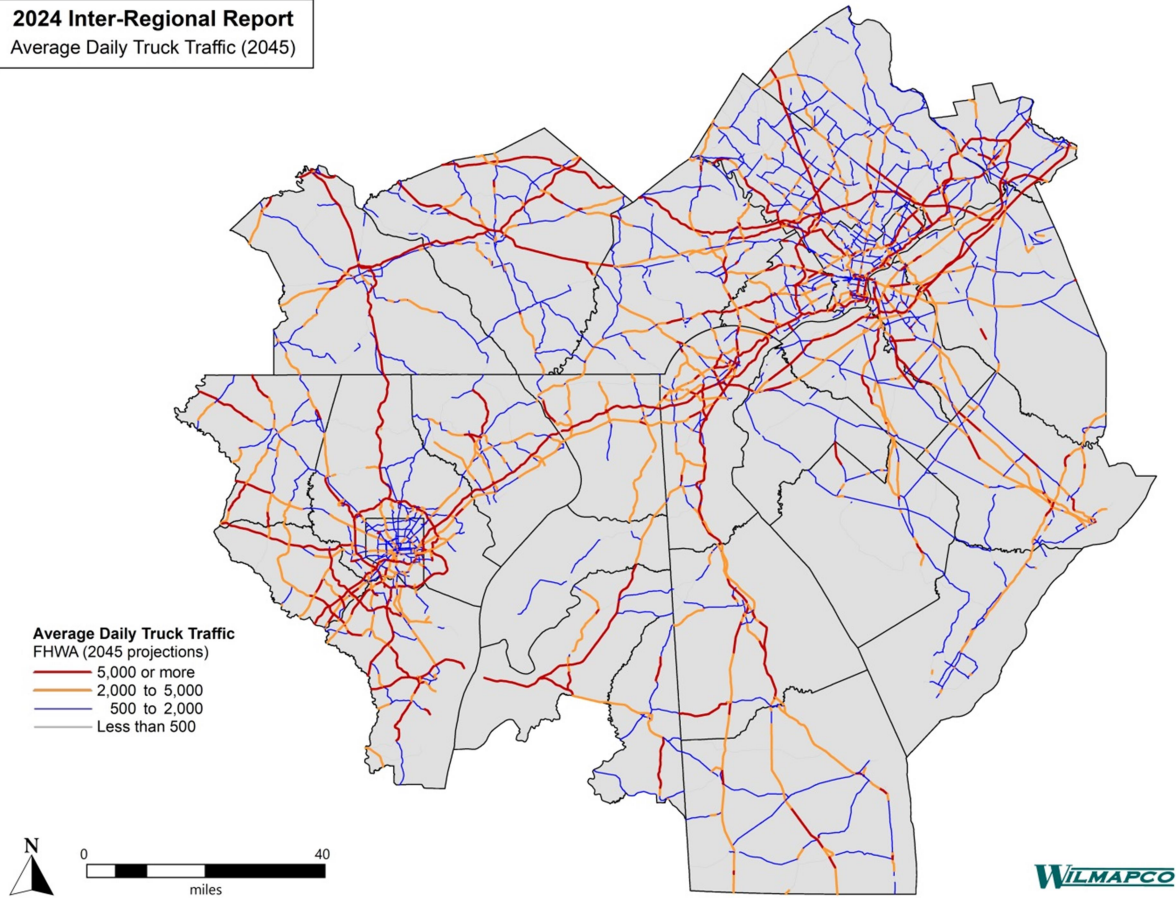 2024 Inter-Regional Report
Average Daily Truck Traffic (2045)
Average Daily Truck Traffic
FHWA (2045 projections)
5,000 or more
2,000 to 5,000
500 to 2,000
Less than 500
N
0 40
miles
WILMAPCO